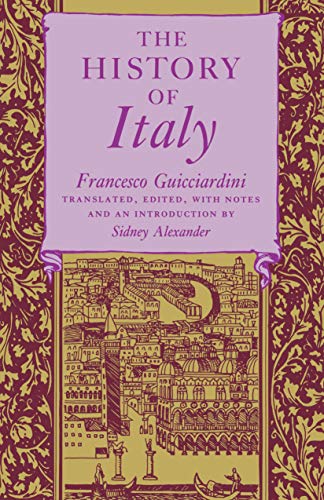 THE
HISTORY
OF
Italy
Francesco Guicciardini
TRANSLATED, EDITED, WITH NOTES
AND AN INTRODUCTION BY
Sidney Alexander